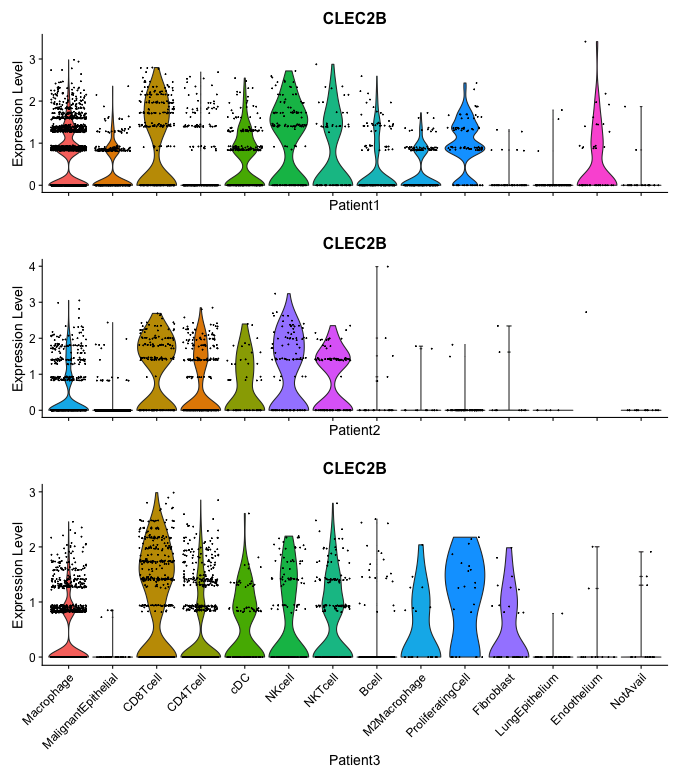 CLEC2B
Expression Level
3
2
1
0
Patient1
CLEC2B
Expression Level
4
3
2
1
0
Patient2
CLEC2B
Expression Level
3
2
1
0
Macrophage
MalignantEpithelial
CD8Tcell
CD4Tcell
cDC
NKcell
NKTcell
Bcell
M2Macrophage
ProliferatingCell
Fibroblast
LungEpithelium
Endothelium
NotAvail
Patient3